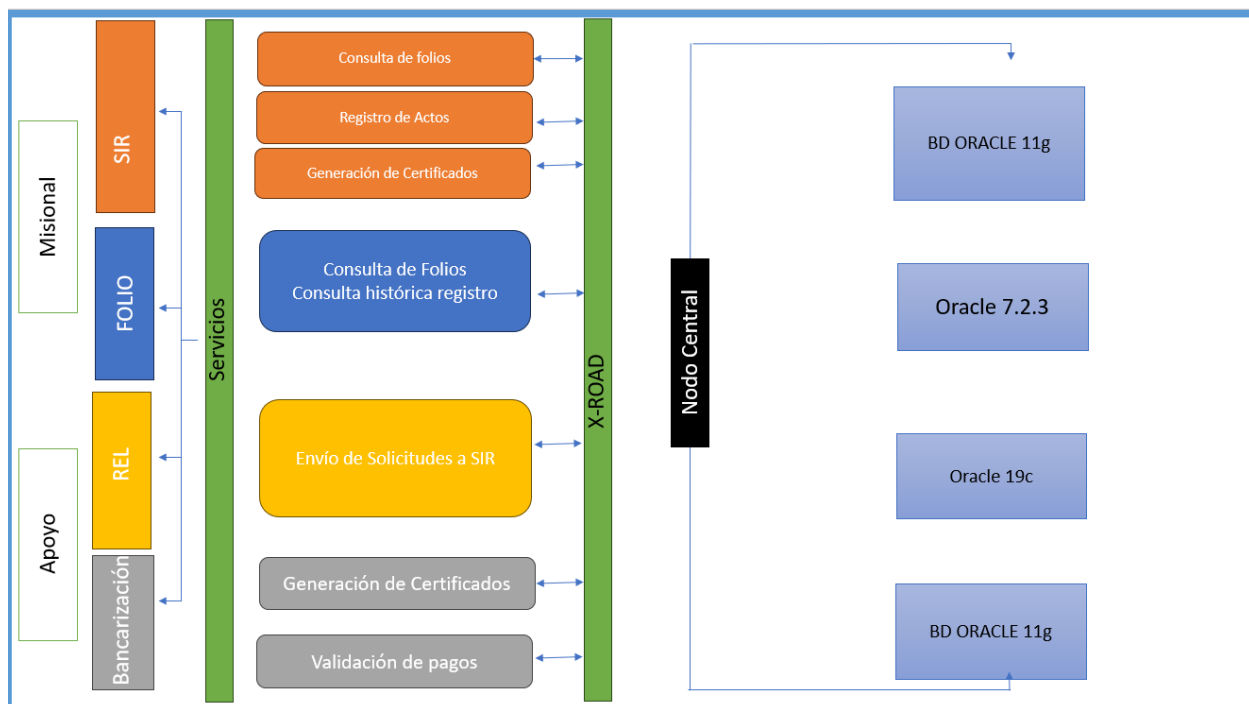 Misional
Apoyo
SIR
FOLIO
REL
Bancarización
Servicios
Consulta de folios
Registro de Actos
Generación de Certificados
Consulta de Folios
Consulta histórica registro
Envío de Solicitudes a SIR
Generación de Certificados
Validación de pagos
X-ROAD
Nodo Central
BD ORACLE 11g
Oracle 7.2.3
Oracle 19c
BD ORACLE 11g